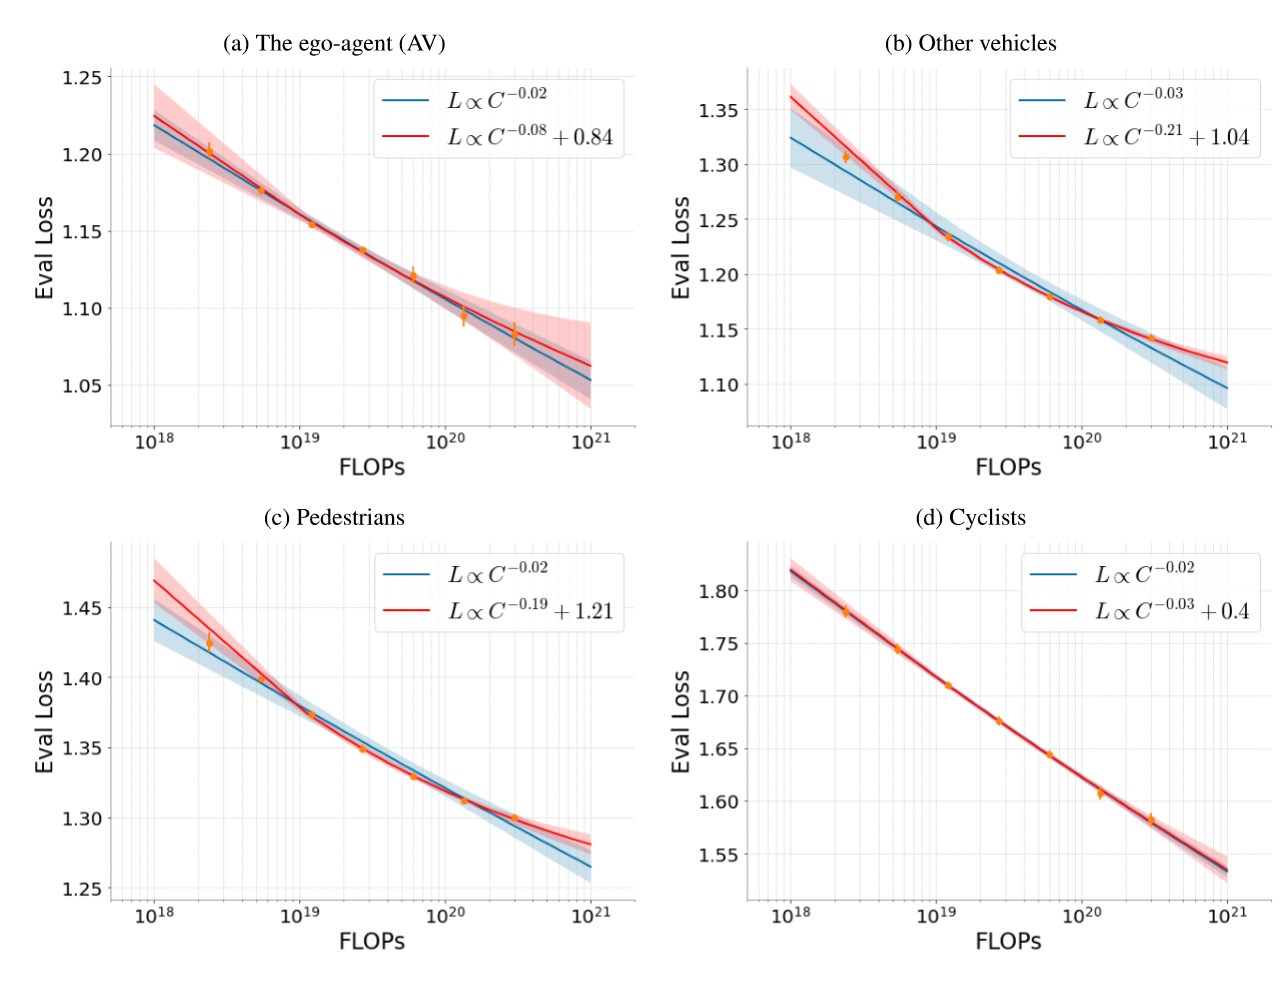 (a) The ego-agent (AV)
1.25
1.20
1.15
1.10
1.05
Eval Loss
L ∝ C^{-0.02}
L ∝ C^{-0.08} + 0.84
10^{18} 10^{19} 10^{20} 10^{21}
FLOPs
(b) Other vehicles
1.35
1.30
1.25
1.20
1.15
1.10
Eval Loss
L ∝ C^{-0.03}
L ∝ C^{-0.21} + 1.04
10^{18} 10^{19} 10^{20} 10^{21}
FLOPs
(c) Pedestrians
1.45
1.40
1.35
1.30
1.25
Eval Loss
L ∝ C^{-0.02}
L ∝ C^{-0.19} + 1.21
10^{18} 10^{19} 10^{20} 10^{21}
FLOPs
(d) Cyclists
1.80
1.75
1.70
1.65
1.60
1.55
Eval Loss
L ∝ C^{-0.02}
L ∝ C^{-0.03} + 0.4
10^{18} 10^{19} 10^{20} 10^{21}
FLOPs